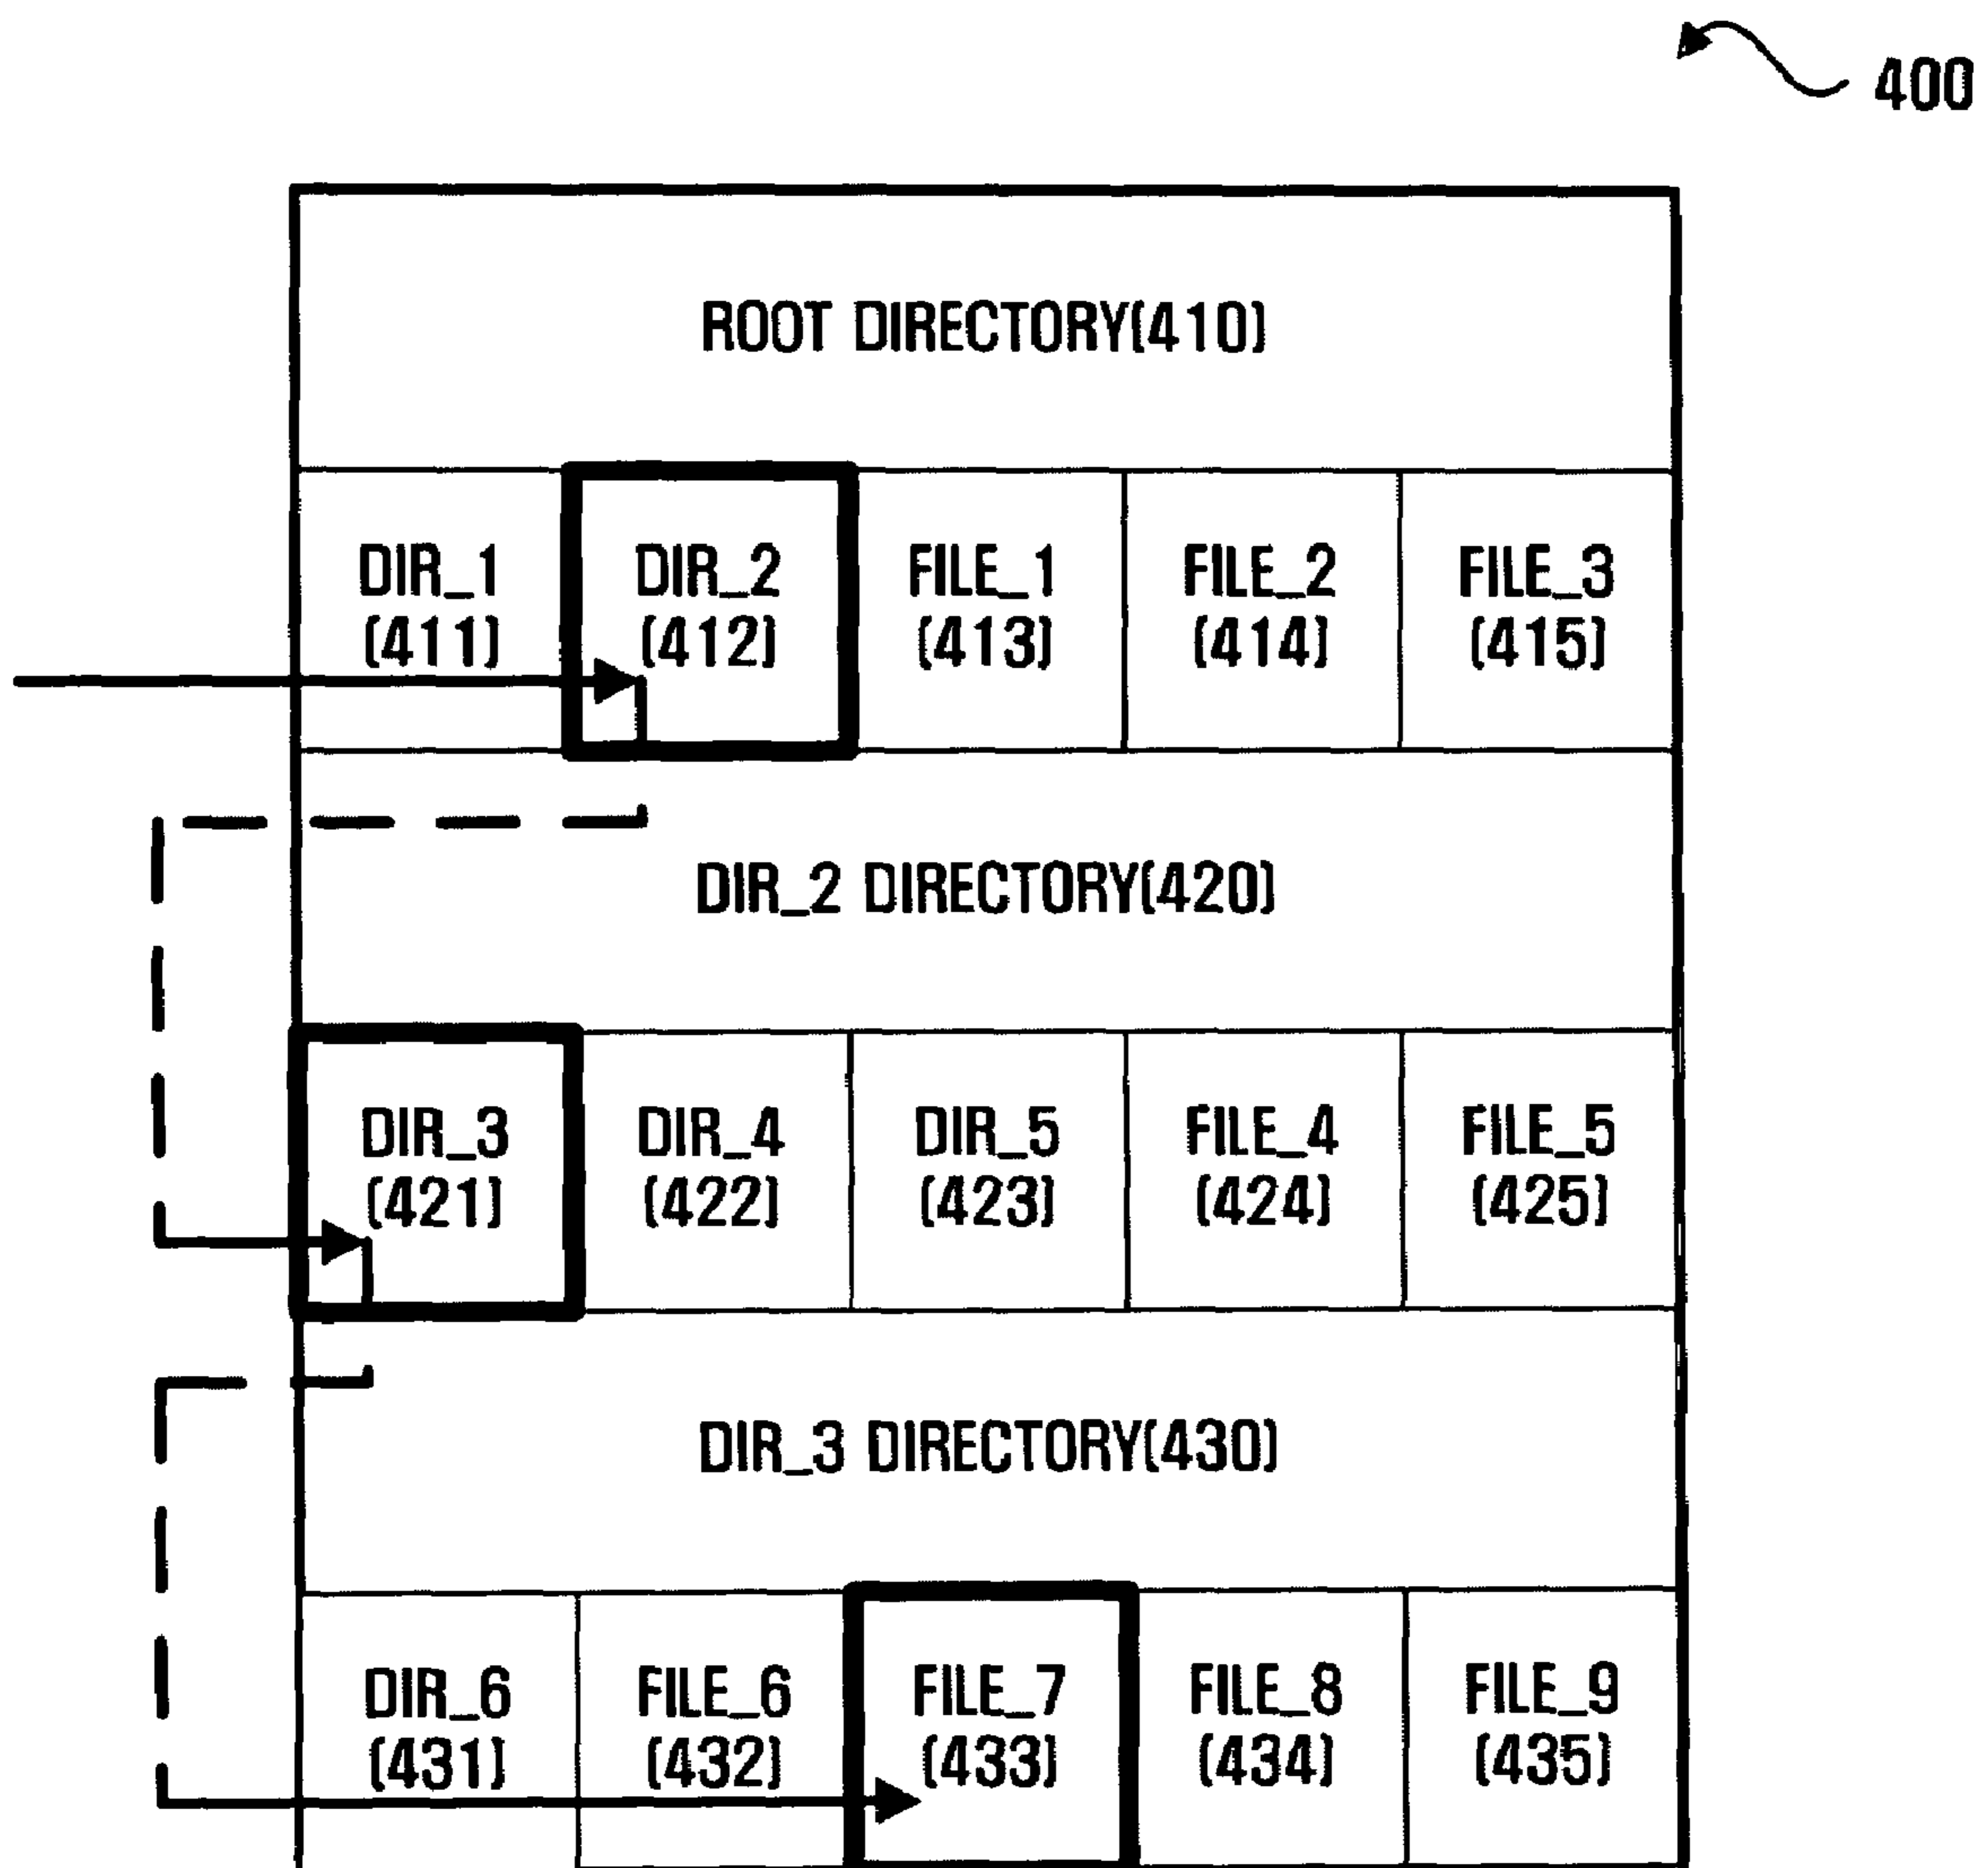 400
ROOT DIRECTORY(410)
DIR_1 DIR_2 FILE_1 FILE_2 FILE_3
(411) (412) (413) (414) (415)
DIR_2 DIRECTORY(420)
DIR_3 DIR_4 DIR_5 FILE_4 FILE_5
(421) (422) (423) (424) (425)
DIR_3 DIRECTORY(430)
DIR_6 FILE_6 FILE_7 FILE_8 FILE_9
(431) (432) (433) (434) (435)